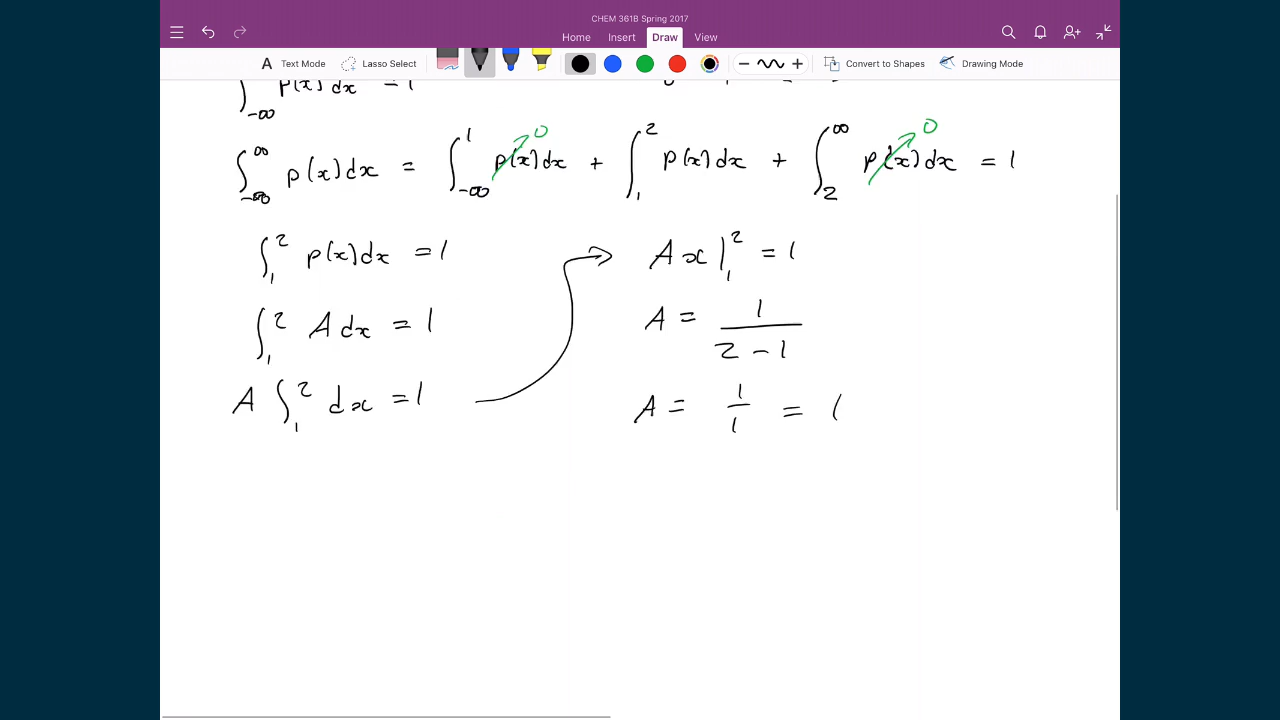 CHEM 361B Spring 2017
Home Insert Draw View
Text Mode Lasso Select Convert to Shapes Drawing Mode
∫_{-∞} p(x)dx = 1
∫_{-∞}^{∞} p(x)dx = ∫_{-∞}^{1} p(x)dx 0 + ∫_{1}^{2} p(x)dx + ∫_{2}^{∞} p(x)dx 0 = 1
∫_{1}^{2} p(x)dx = 1
∫_{1}^{2} A dx = 1
A ∫_{1}^{2} dx = 1
A x |_{1}^{2} = 1
A = 1 / (2 - 1)
A = 1/1 = 1